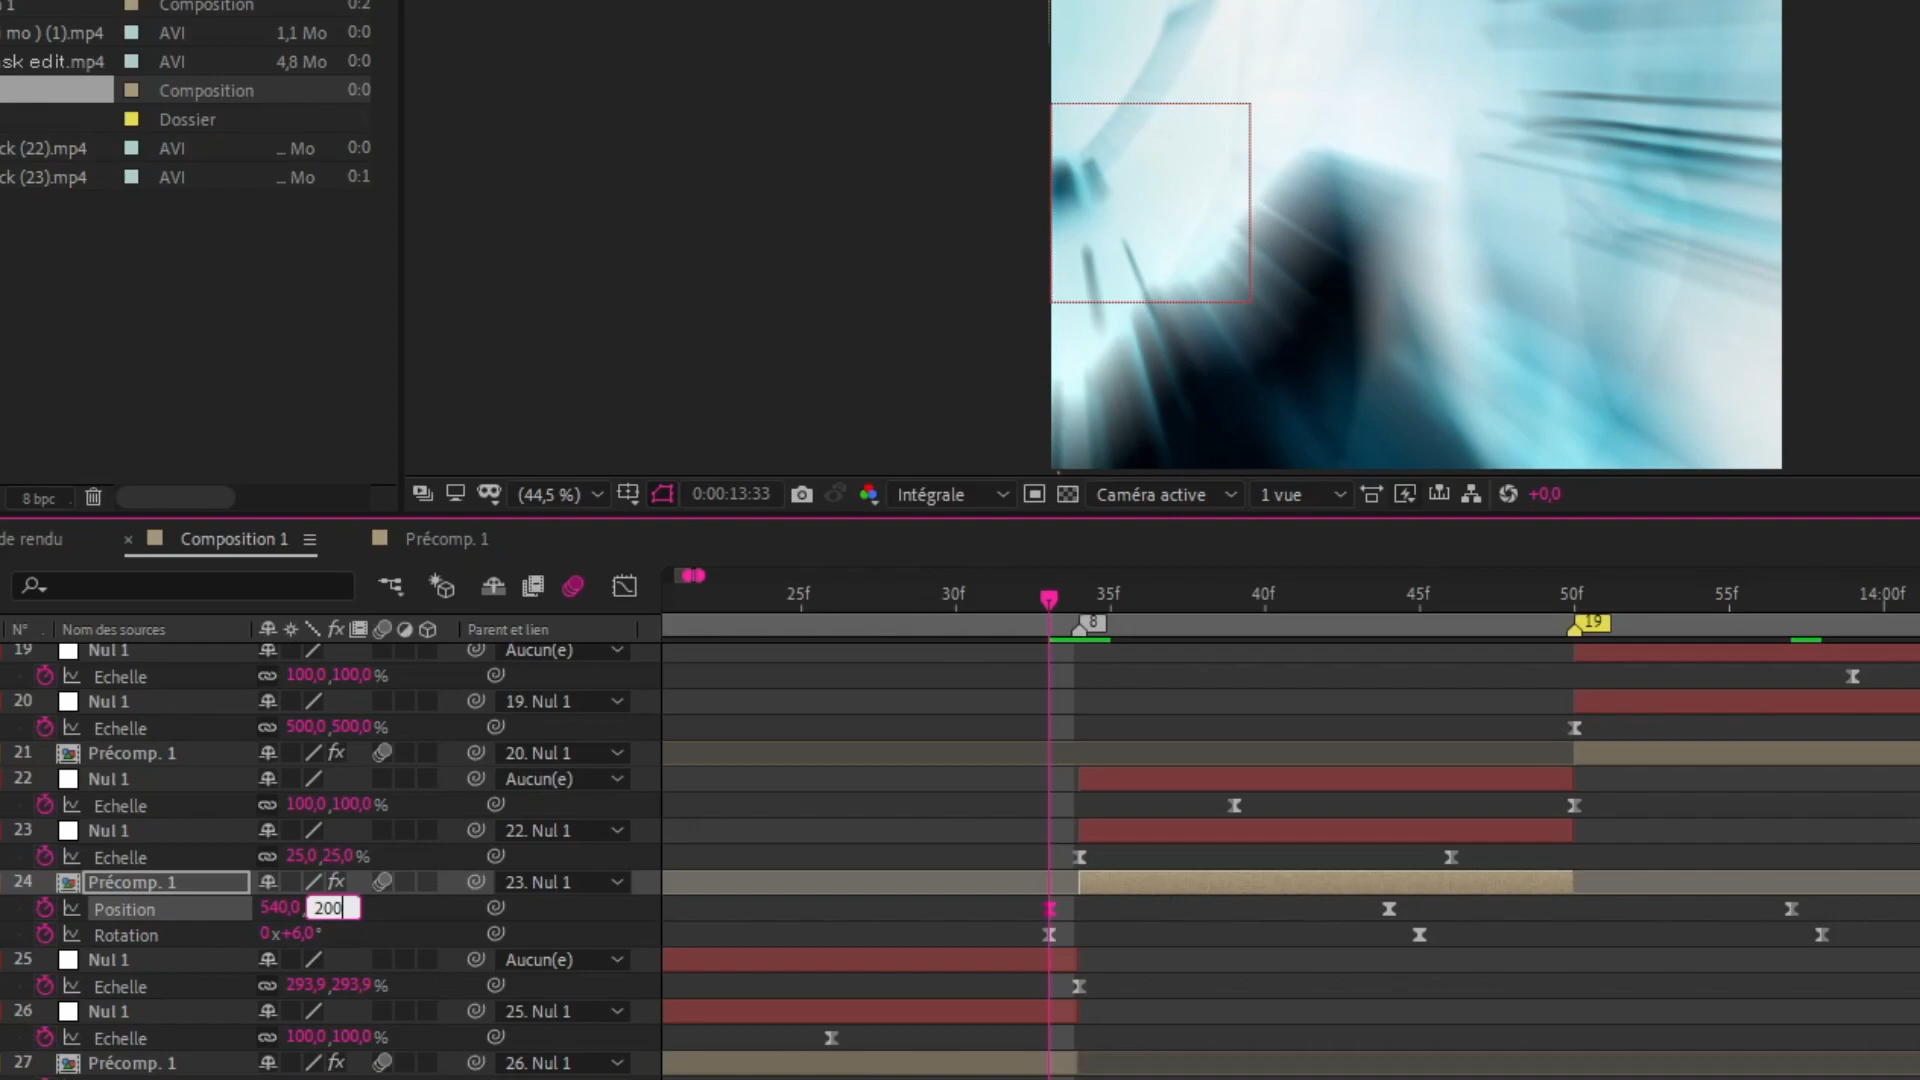 1 Composition 0:2
i mo ) (1).mp4 AVI 1,1 Mo 0:0
sk edit.mp4 AVI 4,8 Mo 0:0
Composition 0:0
Dossier
ck (22).mp4 AVI ... Mo 0:0
ck (23).mp4 AVI ... Mo 0:1
8 bpc
(44,5 %) 0:00:13:33 Intégrale Caméra active 1 vue +0,0
de rendu × Composition 1 Précomp. 1
25f 30f 35f 40f 45f 50f 55f 14:00f
8 19
N° Nom des sources fx Parent et lien
19 Nul 1 Aucun(e)
Echelle 100,0,100,0%
20 Nul 1 19. Nul 1
Echelle 500,0,500,0%
21 Précomp. 1 fx 20. Nul 1
22 Nul 1 Aucun(e)
Echelle 100,0,100,0%
23 Nul 1 22. Nul 1
Echelle 25,0,25,0%
24 Précomp. 1 fx 23. Nul 1
Position 540,0, 200
Rotation 0x+6,0°
25 Nul 1 Aucun(e)
Echelle 293,9,293,9%
26 Nul 1 25. Nul 1
Echelle 100,0,100,0%
27 Précomp. 1 fx 26. Nul 1